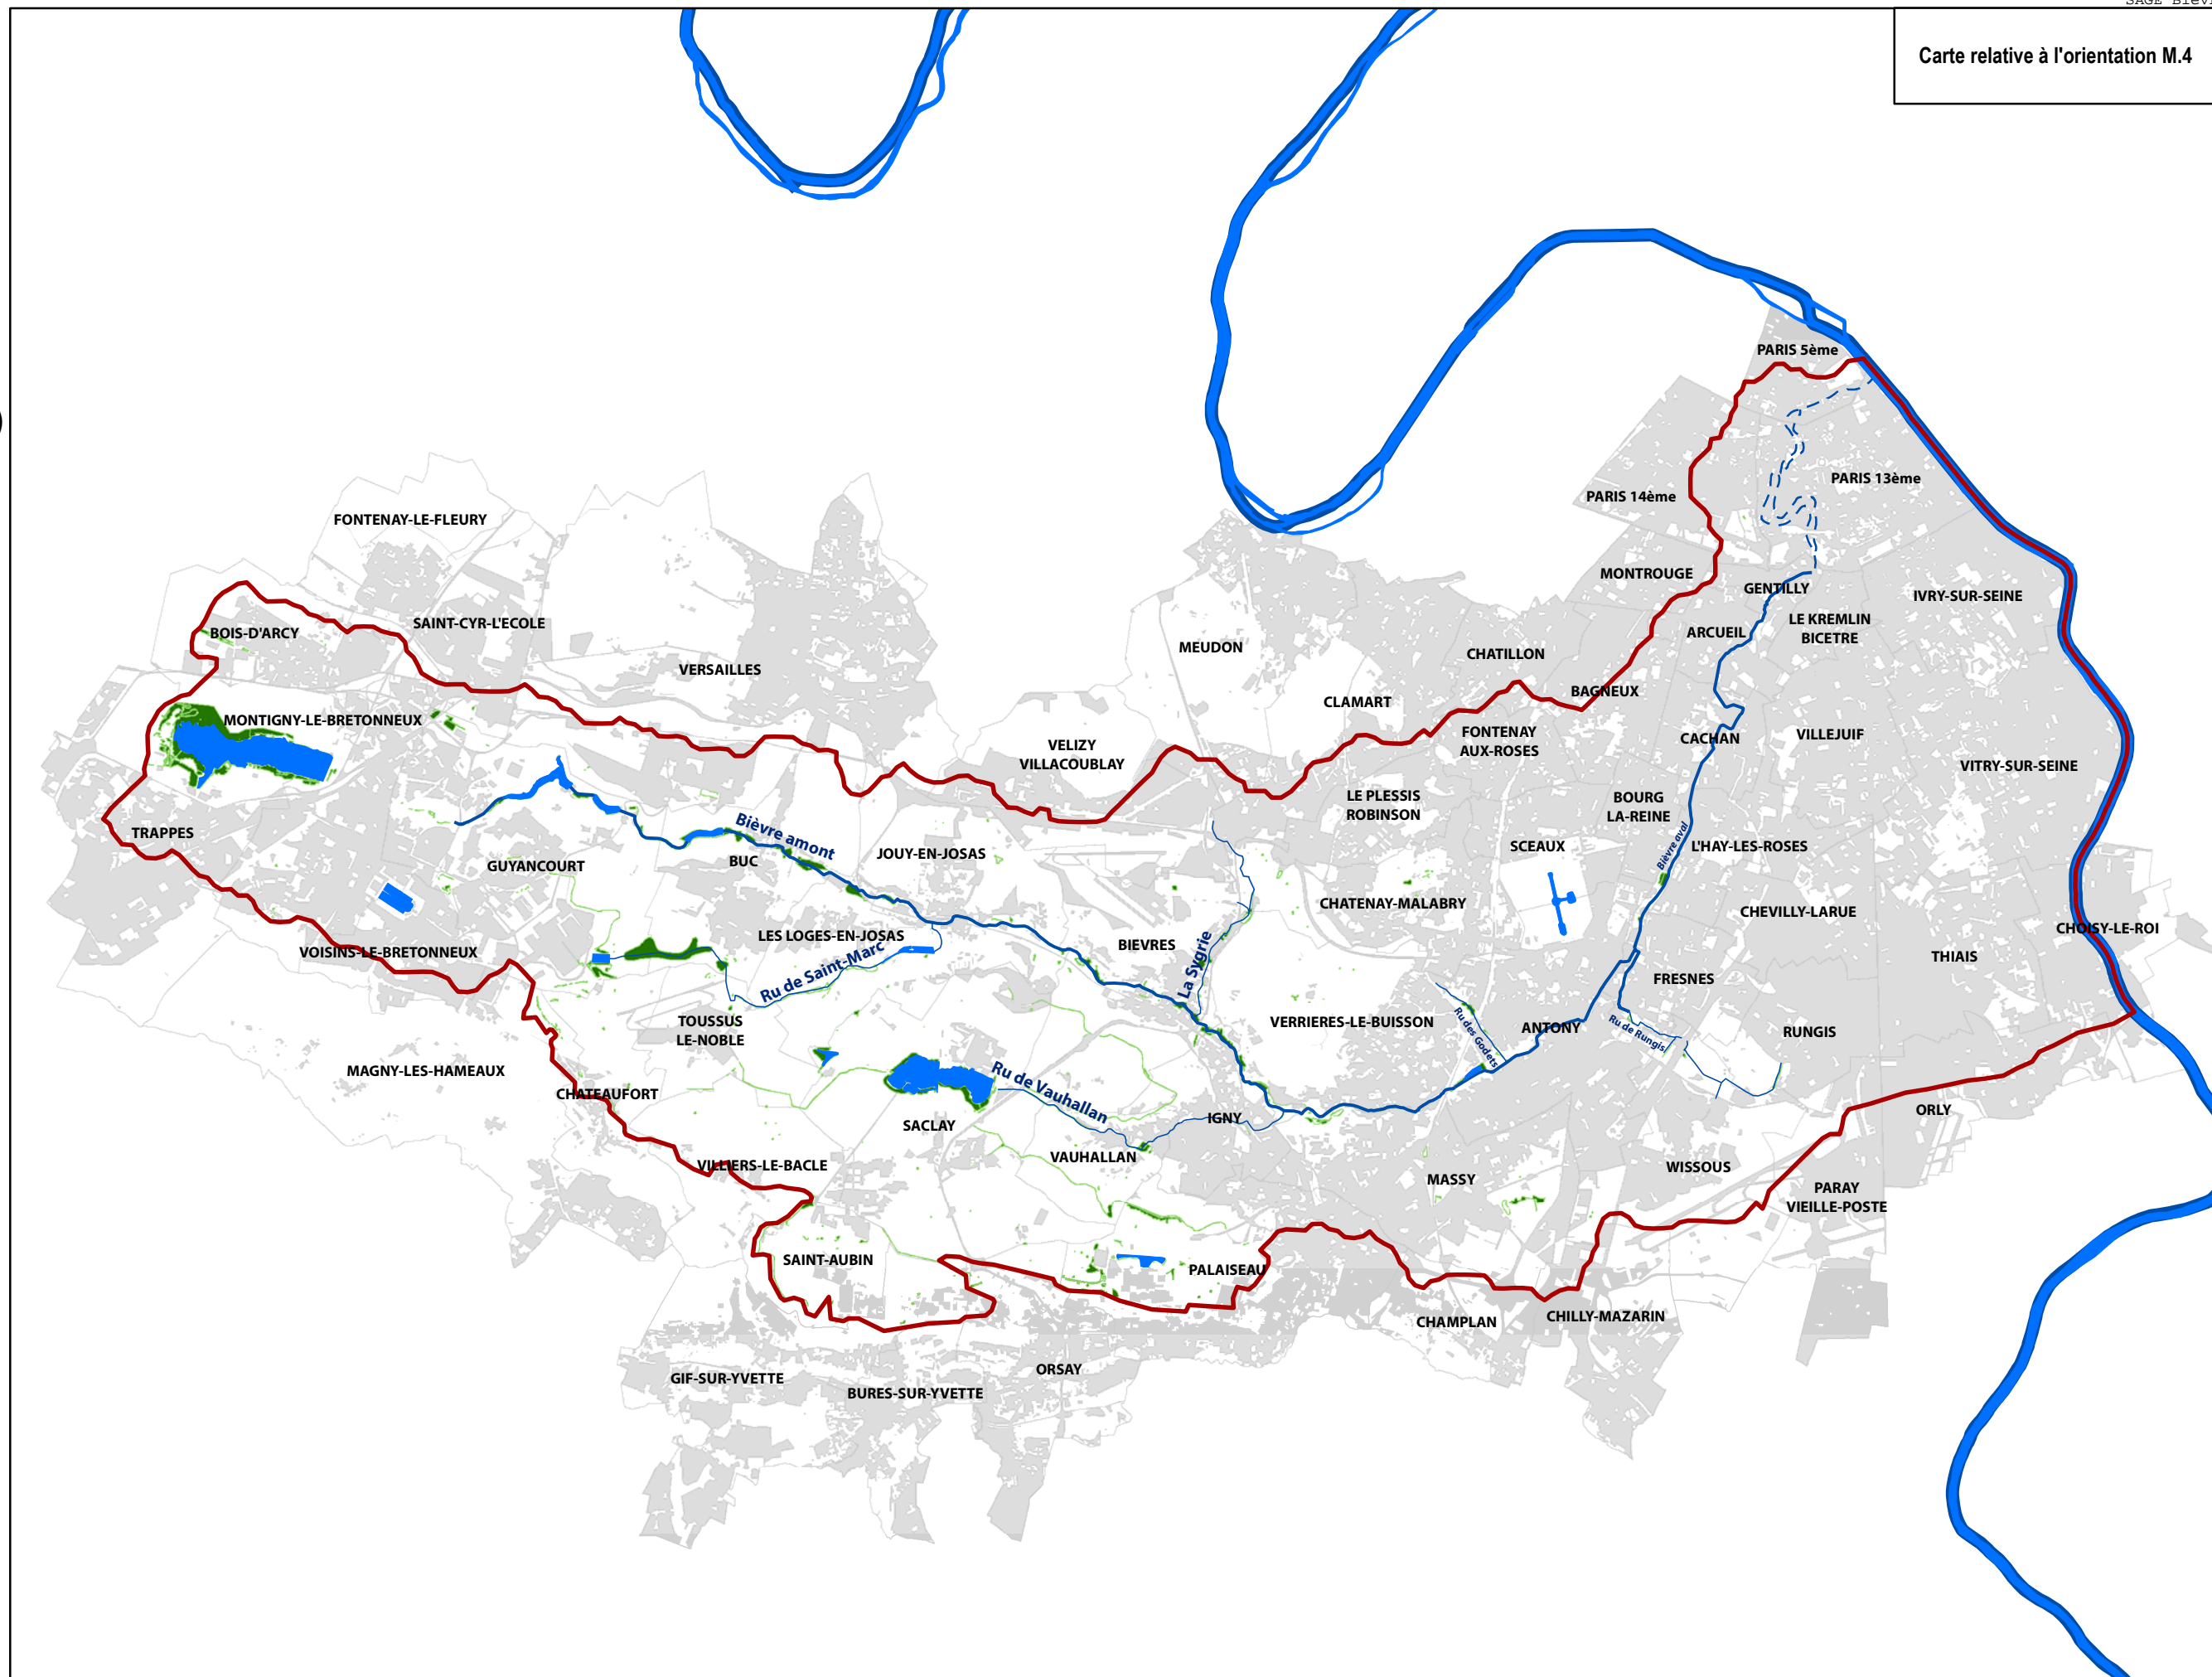 Carte relative à l'orientation M.4
PARIS 5ème
PARIS 13ème
PARIS 14ème
FONTENAY-LE-FLEURY
MONTROUGE
GENTILLY
IVRY-SUR-SEINE
SAINT-CYR-L'ECOLE
BOIS-D'ARCY
ARCUEIL
LE KREMLIN
BICETRE
MEUDON
CHATILLON
VERSAILLES
BAGNEUX
CLAMART
MONTIGNY-LE-BRETONNEUX
FONTENAY
AUX-ROSES
CACHAN
VILLEJUIF
VELIZY
VILLACOUBLAY
VITRY-SUR-SEINE
LE PLESSIS
ROBINSON
BOURG
LA-REINE
TRAPPES
Bièvre amont
Bièvre aval
SCEAUX
L'HAY-LES-ROSES
BUC
JOUY-EN-JOSAS
GUYANCOURT
CHATENAY-MALABRY
CHEVILLY-LARUE
CHOISY-LE-ROI
LES LOGES-EN-JOSAS
BIEVRES
VOISINS-LE-BRETONNEUX
THIAIS
La Sygrie
Ru de Saint-Marc
FRESNES
TOUSSUS
LE-NOBLE
VERRIERES-LE-BUISSON
Ru des Godets
ANTONY
Ru de Rungis
RUNGIS
MAGNY-LES-HAMEAUX
CHATEAUFORT
Ru de Vauhallan
ORLY
SACLAY
IGNY
VAUHALLAN
VILLIERS-LE-BACLE
WISSOUS
MASSY
PARAY
VIEILLE-POSTE
SAINT-AUBIN
PALAISEAU
CHAMPLAN
CHILLY-MAZARIN
ORSAY
GIF-SUR-YVETTE
BURES-SUR-YVETTE